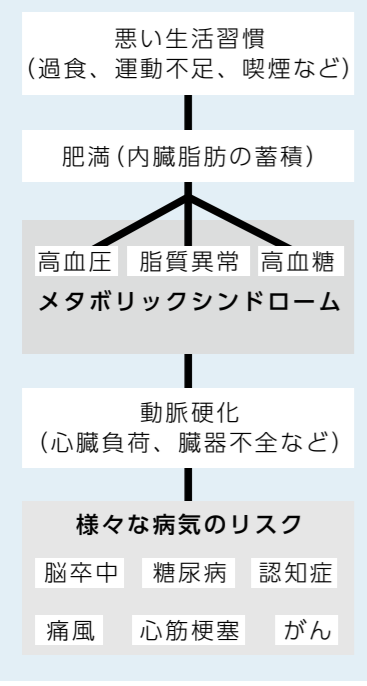 悪い生活習慣
（過食、運動不足、喫煙など）
肥満（内臓脂肪の蓄積）
高血圧 脂質異常 高血糖
メタボリックシンドローム
動脈硬化
（心臓負荷、臓器不全など）
様々な病気のリスク
脳卒中 糖尿病 認知症
痛風 心筋梗塞 がん